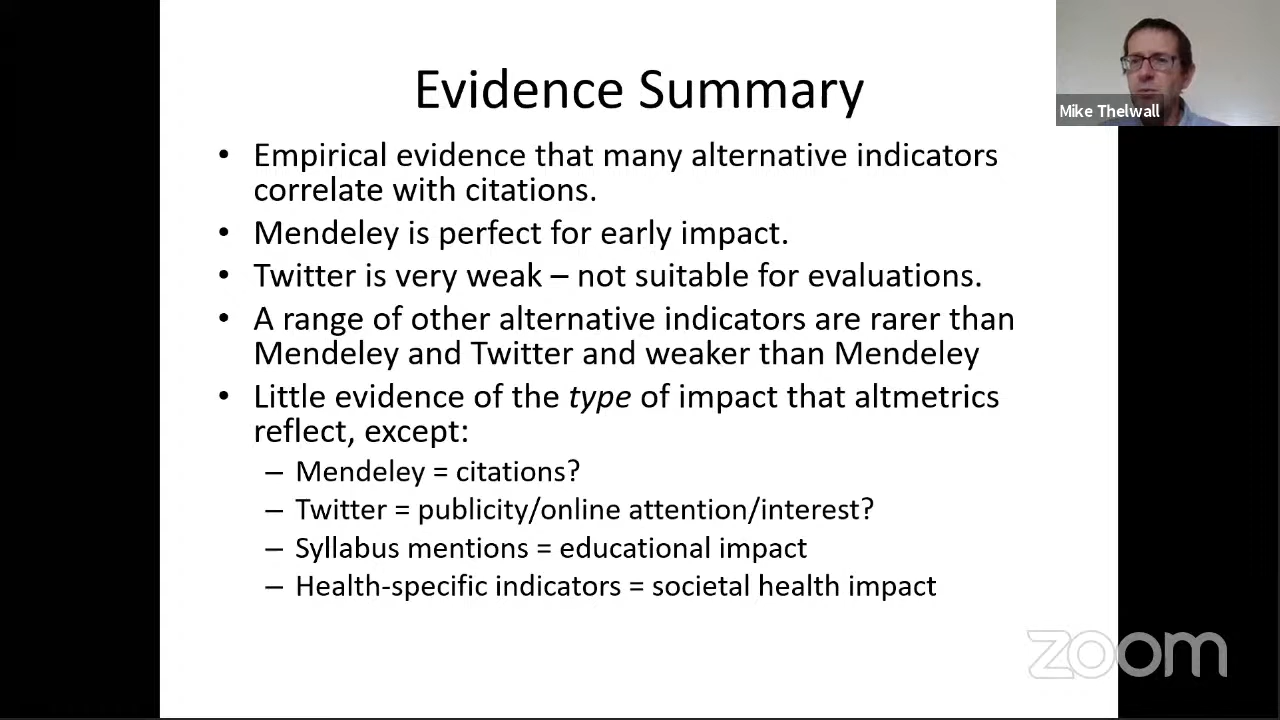 Evidence Summary
Mike Thelwall
• Empirical evidence that many alternative indicators
correlate with citations.
• Mendeley is perfect for early impact.
• Twitter is very weak – not suitable for evaluations.
• A range of other alternative indicators are rarer than
Mendeley and Twitter and weaker than Mendeley
• Little evidence of the type of impact that altmetrics
reflect, except:
– Mendeley = citations?
– Twitter = publicity/online attention/interest?
– Syllabus mentions = educational impact
– Health-specific indicators = societal health impact
zoom